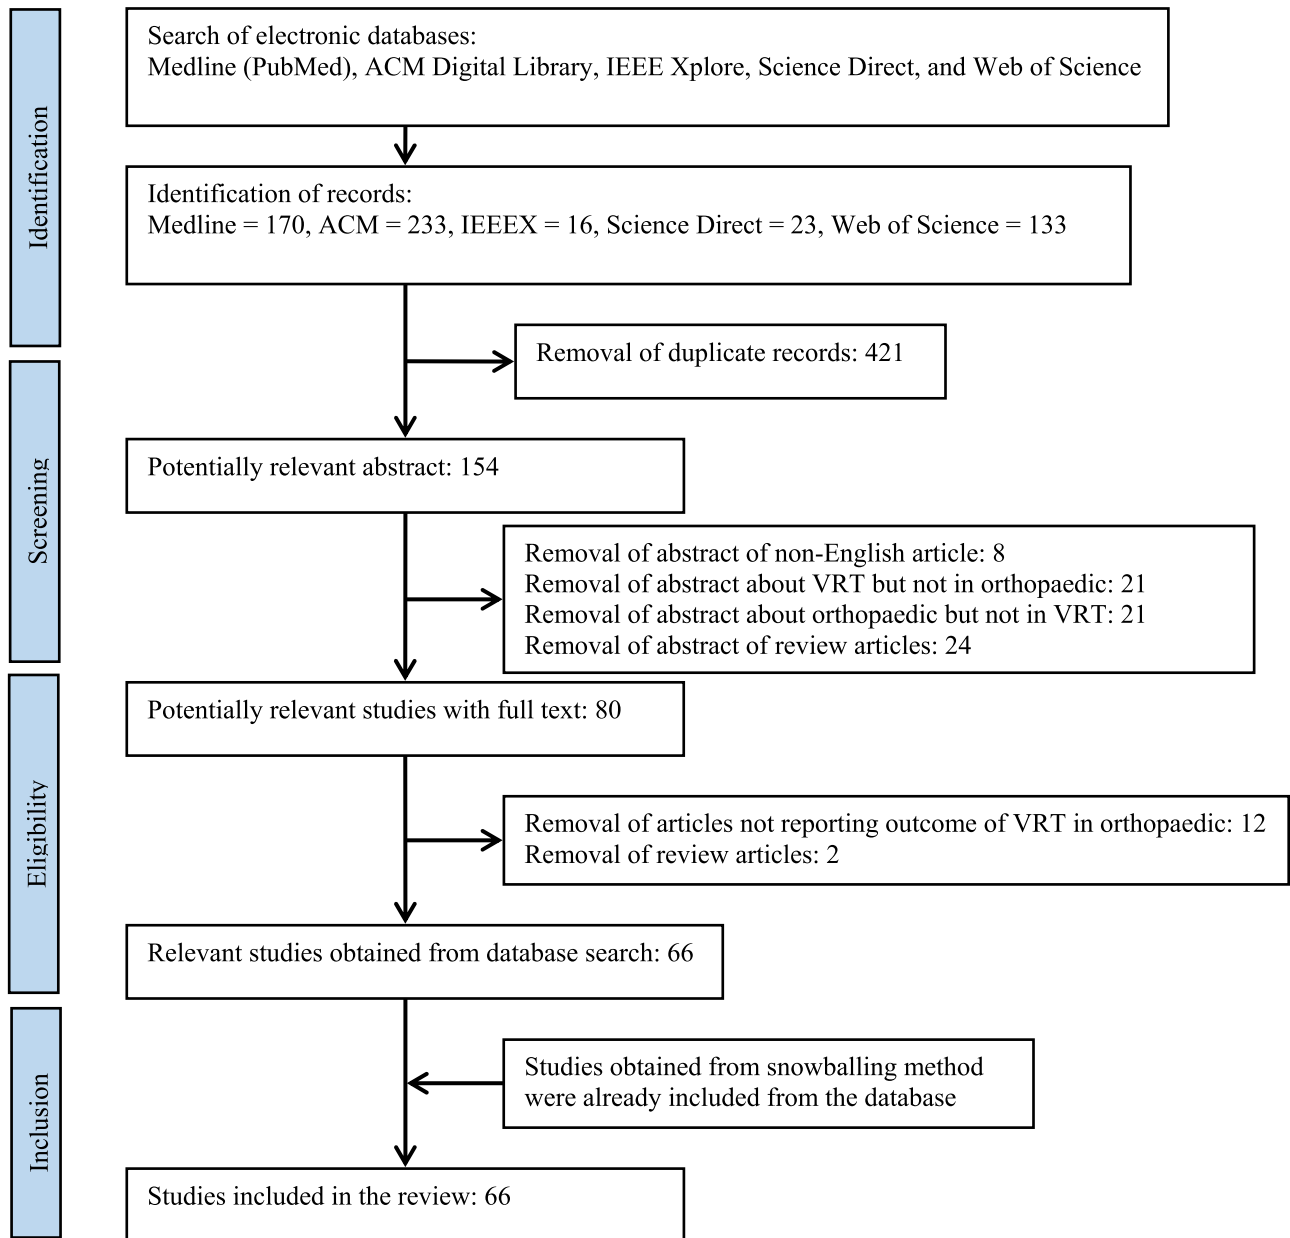 Identification
Search of electronic databases:
Medline (PubMed), ACM Digital Library, IEEE Xplore, Science Direct, and Web of Science
Identification of records:
Medline = 170, ACM = 233, IEEEX = 16, Science Direct = 23, Web of Science = 133
Removal of duplicate records: 421
Screening
Potentially relevant abstract: 154
Removal of abstract of non-English article: 8
Removal of abstract about VRT but not in orthopaedic: 21
Removal of abstract about orthopaedic but not in VRT: 21
Removal of abstract of review articles: 24
Eligibility
Potentially relevant studies with full text: 80
Removal of articles not reporting outcome of VRT in orthopaedic: 12
Removal of review articles: 2
Relevant studies obtained from database search: 66
Inclusion
Studies obtained from snowballing method
were already included from the database
Studies included in the review: 66